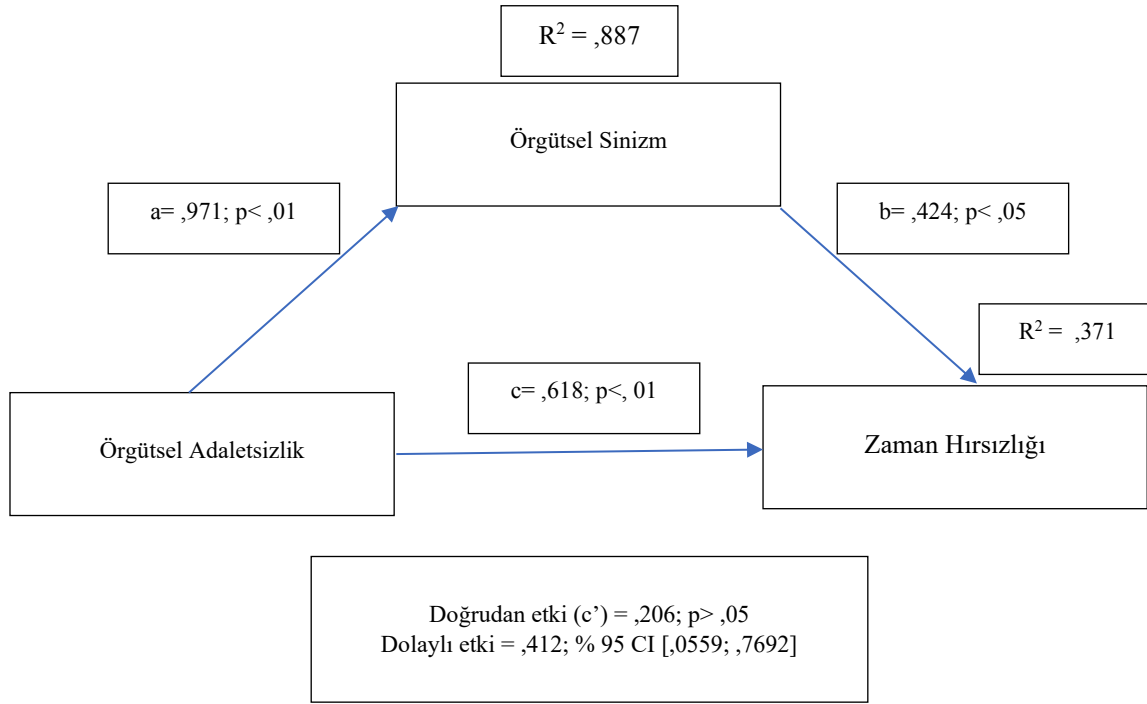 R² = ,887
Örgütsel Sinizm
a= ,971; p< ,01
b= ,424; p< ,05
R² = ,371
c= ,618; p<, 01
Örgütsel Adaletsizlik
Zaman Hırsızlığı
Doğrudan etki (c’) = ,206; p> ,05
Dolaylı etki = ,412; % 95 CI [,0559; ,7692]